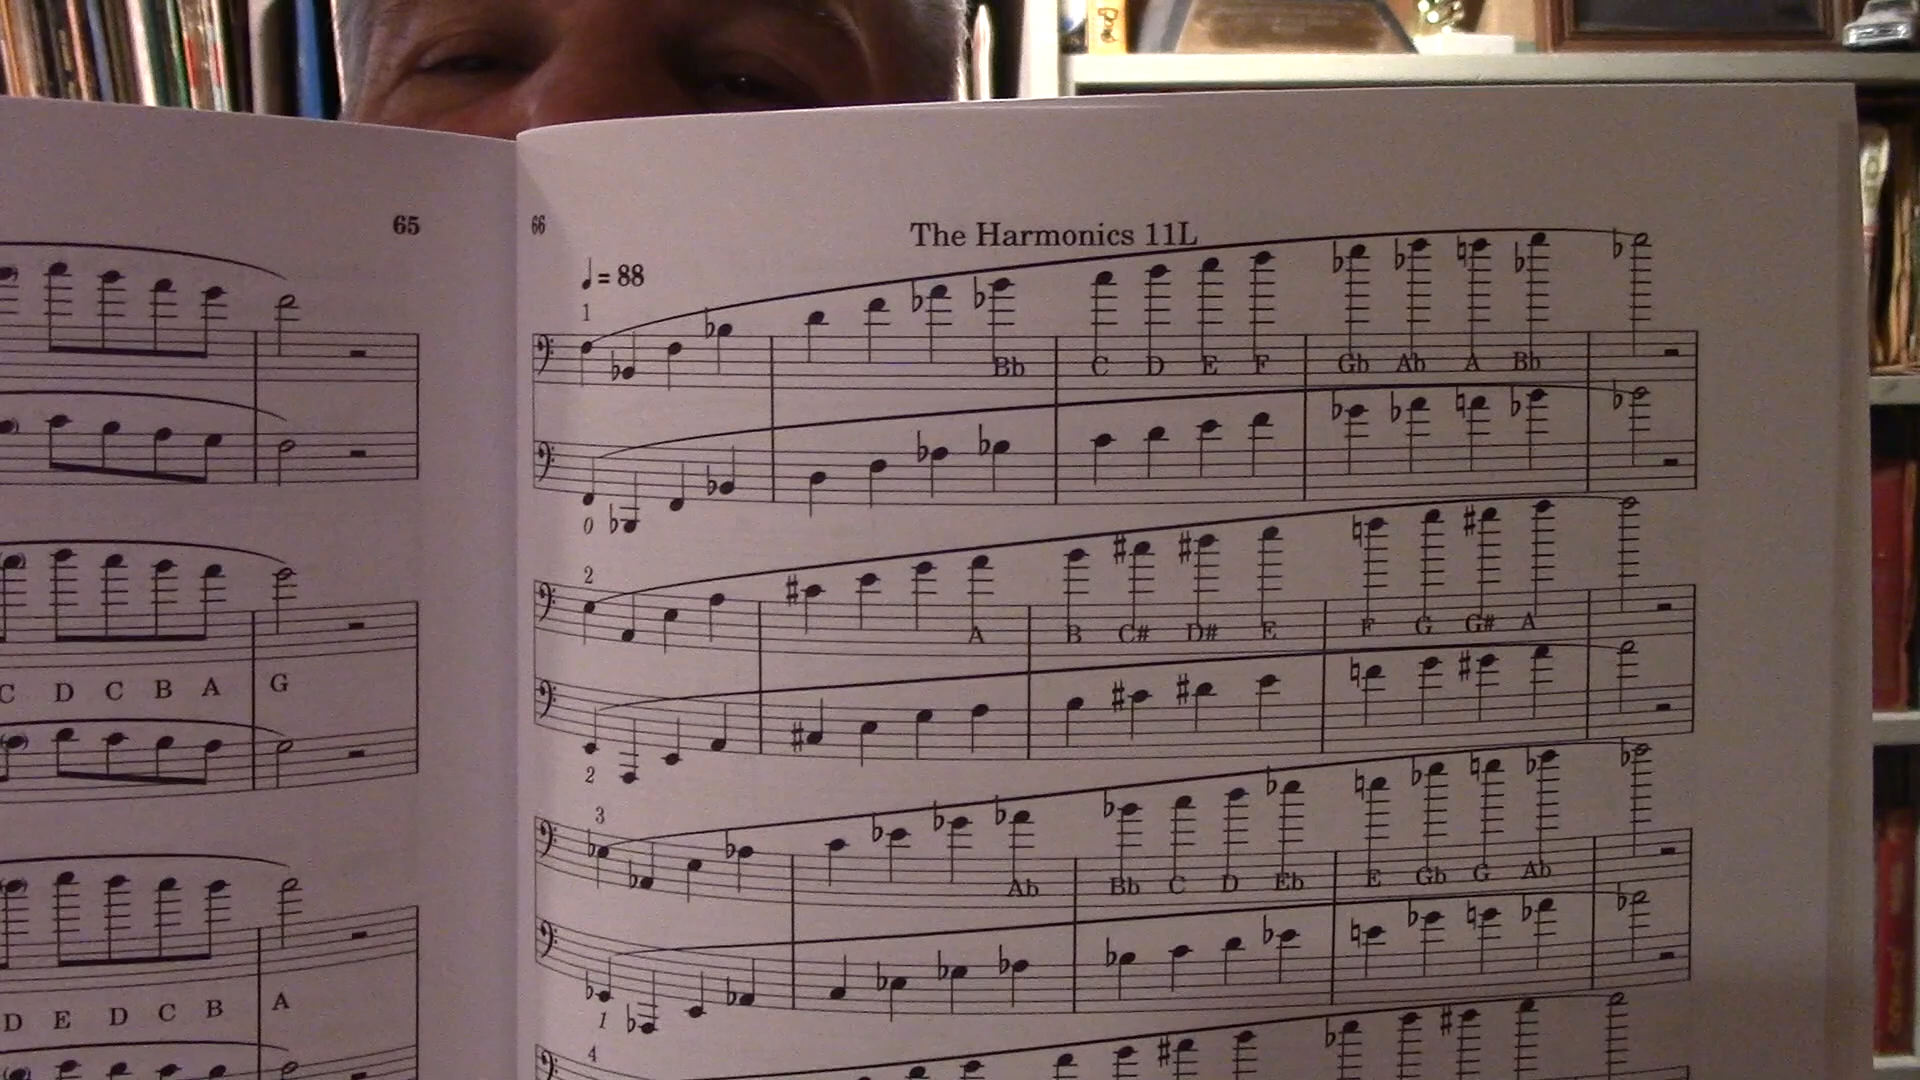 65
C D C B A G
D E D C B A
66
The Harmonics 11L
♩ = 88
1
Bb C D E F Gb Ab A Bb
0
2
A B C# D# E F G G# A
2
3
Ab Bb C D Eb E Gb G Ab
1
4
Good